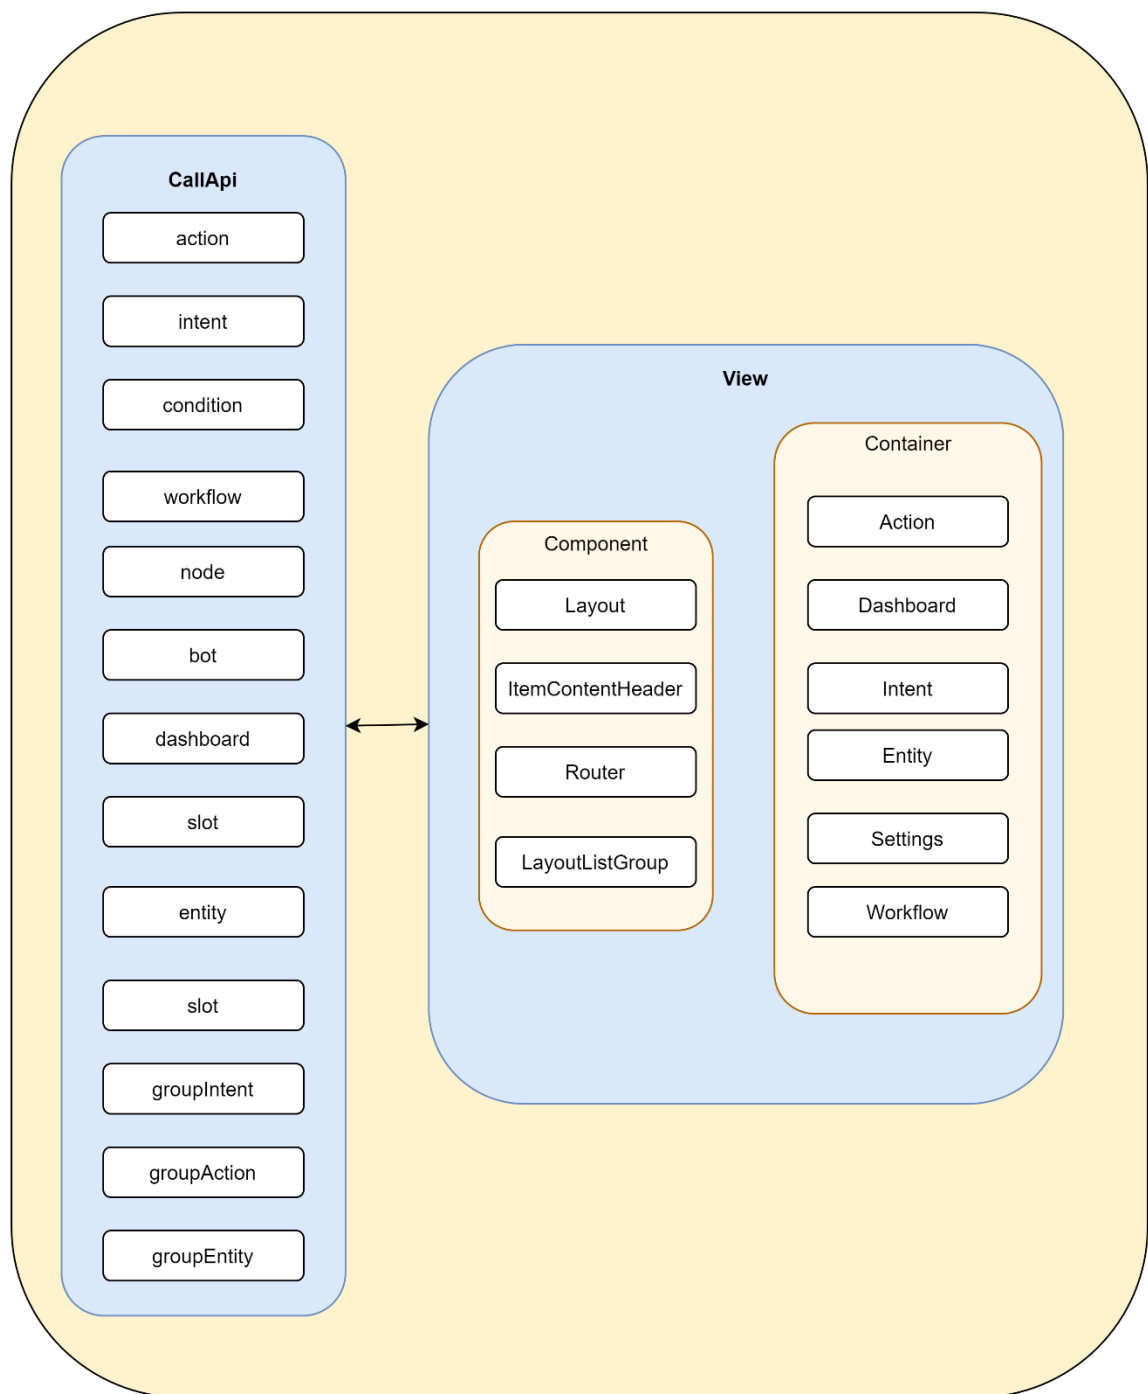 CallApi
action
intent
condition
workflow
node
bot
dashboard
slot
entity
slot
groupIntent
groupAction
groupEntity
View
Component
Layout
ItemContentHeader
Router
LayoutListGroup
Container
Action
Dashboard
Intent
Entity
Settings
Workflow